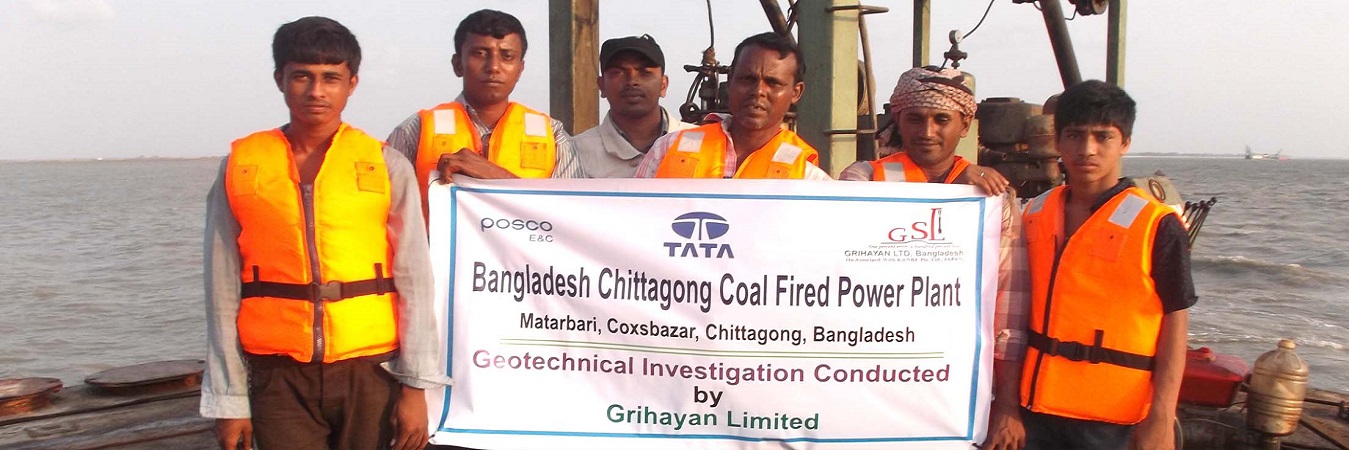 posco
E&C
TATA
GSL
GRIHAYAN LTD, Bangladesh
Bangladesh Chittagong Coal Fired Power Plant
Matarbari, Coxsbazar, Chittagong, Bangladesh
Geotechnical Investigation Conducted
by
Grihayan Limited